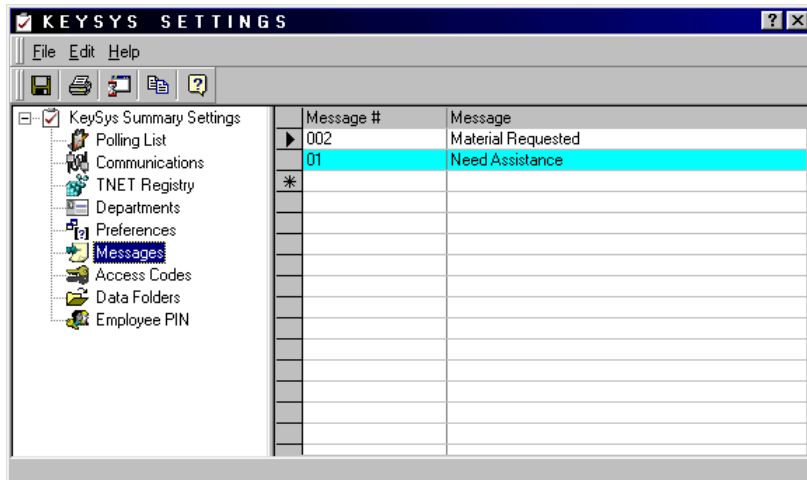 KEYSYS SETTINGS
File Edit Help
KeySys Summary Settings
Polling List
Communications
TNET Registry
Departments
Preferences
Messages
Access Codes
Data Folders
Employee PIN
Message # Message
002 Material Requested
01 Need Assistance